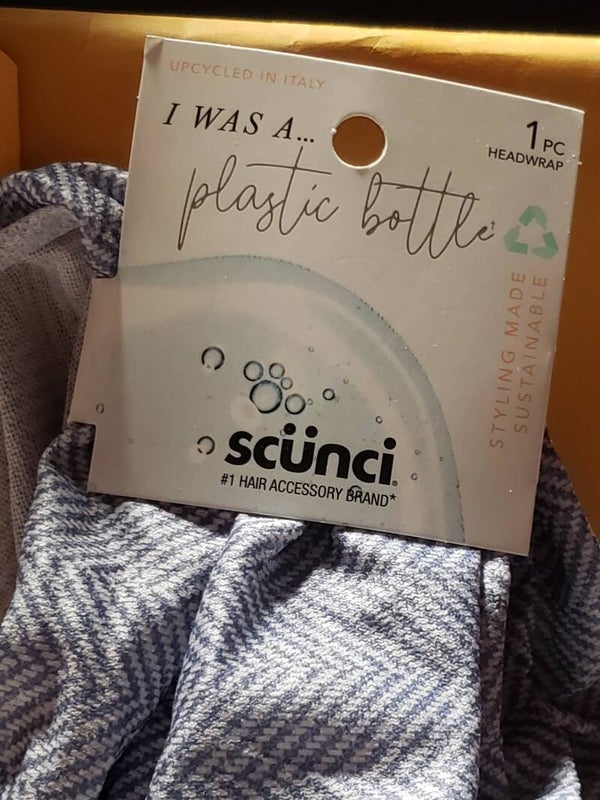 UPCYCLED IN ITALY
I WAS A...
plastic bottle†
1 PC
HEADWRAP
STYLING MADE
SUSTAINABLE
scünci®
#1 HAIR ACCESSORY BRAND*